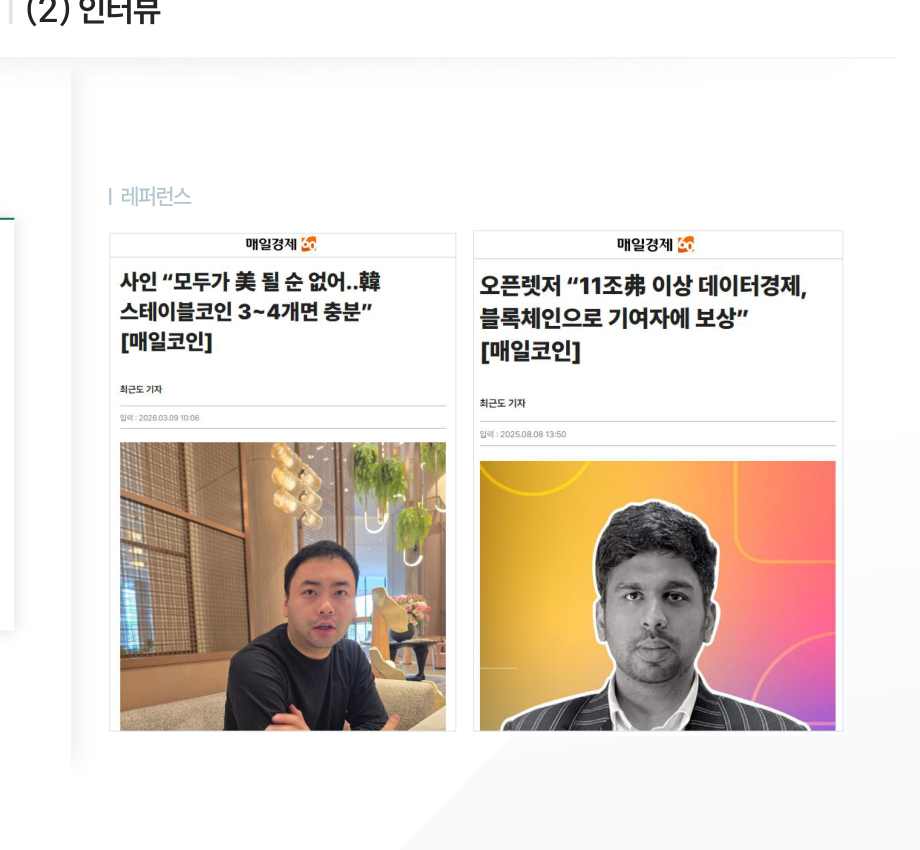 (2) 인터뷰
레퍼런스
매일경제 60
사인 “모두가 美 될 순 없어..韓
스테이블코인 3~4개면 충분”
[매일코인]
최근도 기자
입력 : 2026.03.09 10:06
매일경제 60
오픈렛저 “11조弗 이상 데이터경제,
블록체인으로 기여자에 보상”
[매일코인]
최근도 기자
입력 : 2025.08.08 13:50